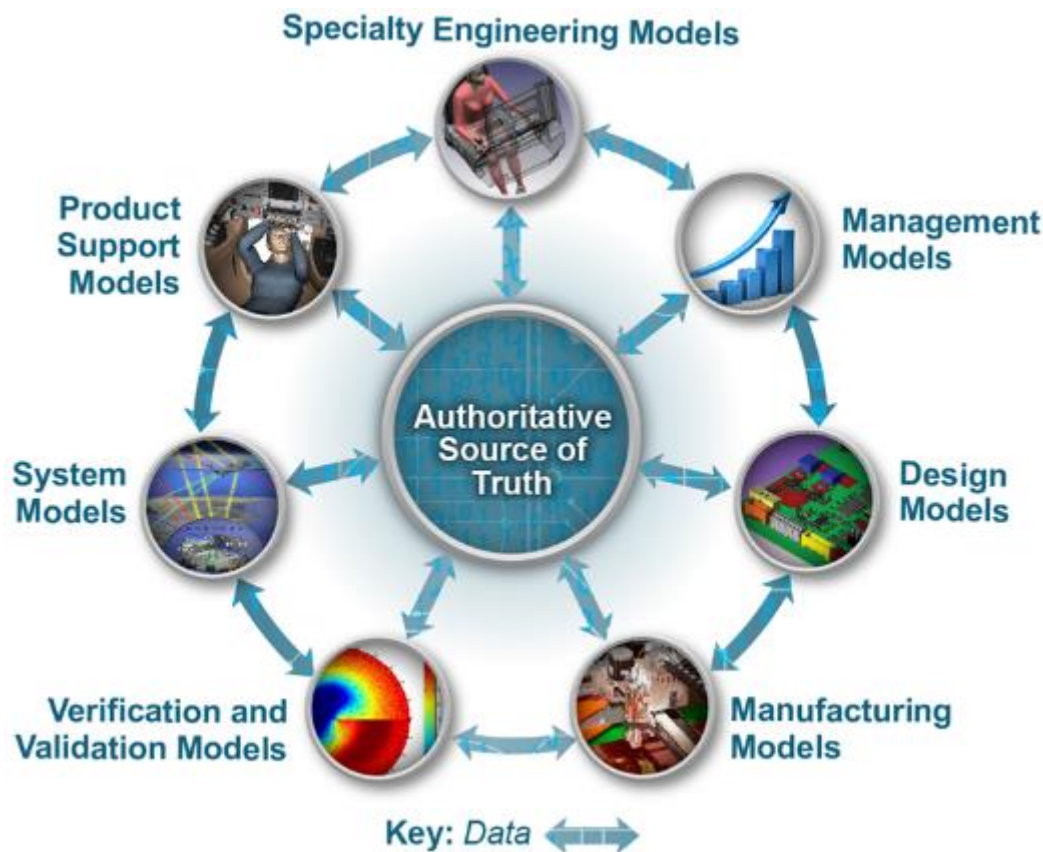 Specialty Engineering Models
Product
Support
Models
Management
Models
Authoritative
Source of
Truth
System
Models
Design
Models
Verification and
Validation Models
Manufacturing
Models
Key: Data